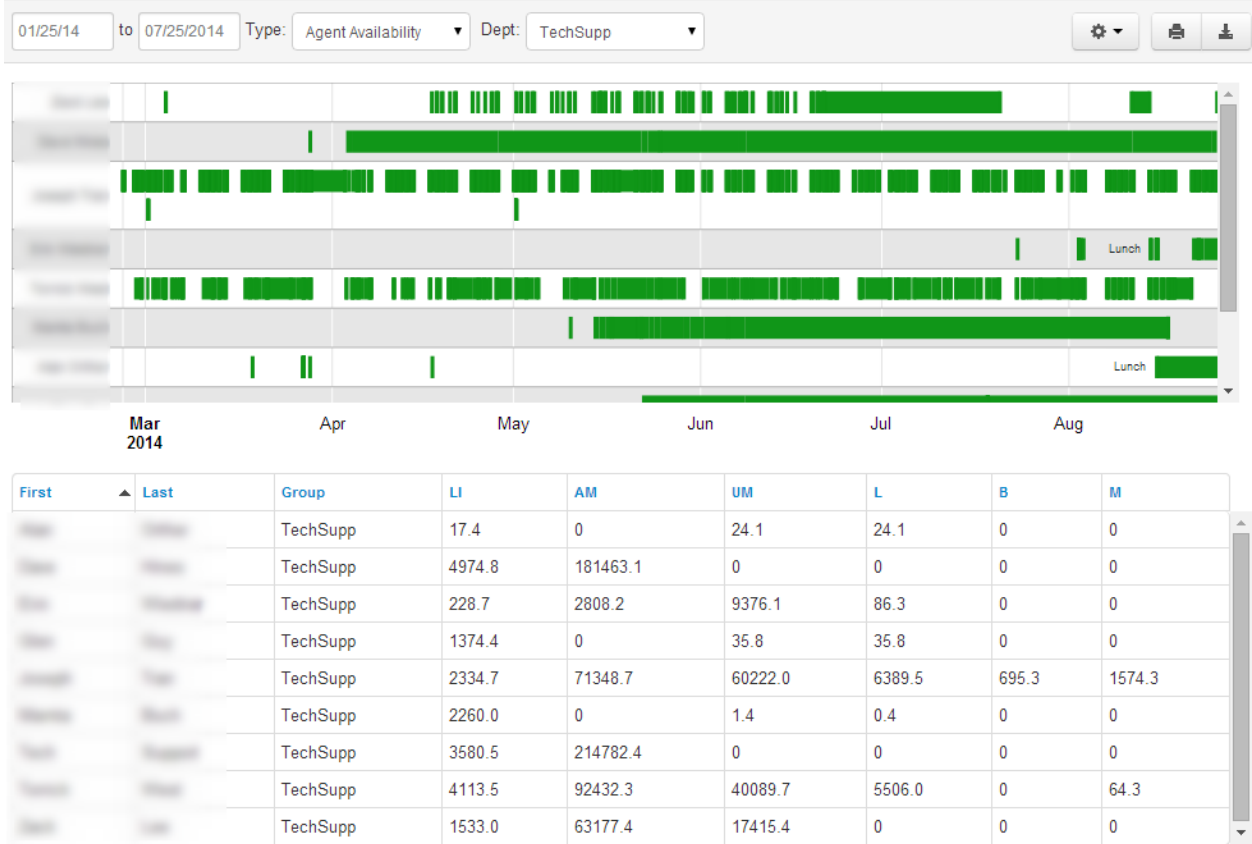 01/25/14 to 07/25/2014 Type: Agent Availability Dept: TechSupp
Lunch
Lunch
Mar Apr May Jun Jul Aug
2014
First Last Group LI AM UM L B M
TechSupp 17.4 0 24.1 24.1 0 0
TechSupp 4974.8 181463.1 0 0 0 0
TechSupp 228.7 2808.2 9376.1 86.3 0 0
TechSupp 1374.4 0 35.8 35.8 0 0
TechSupp 2334.7 71348.7 60222.0 6389.5 695.3 1574.3
TechSupp 2260.0 0 1.4 0.4 0 0
TechSupp 3580.5 214782.4 0 0 0 0
TechSupp 4113.5 92432.3 40089.7 5506.0 0 64.3
TechSupp 1533.0 63177.4 17415.4 0 0 0